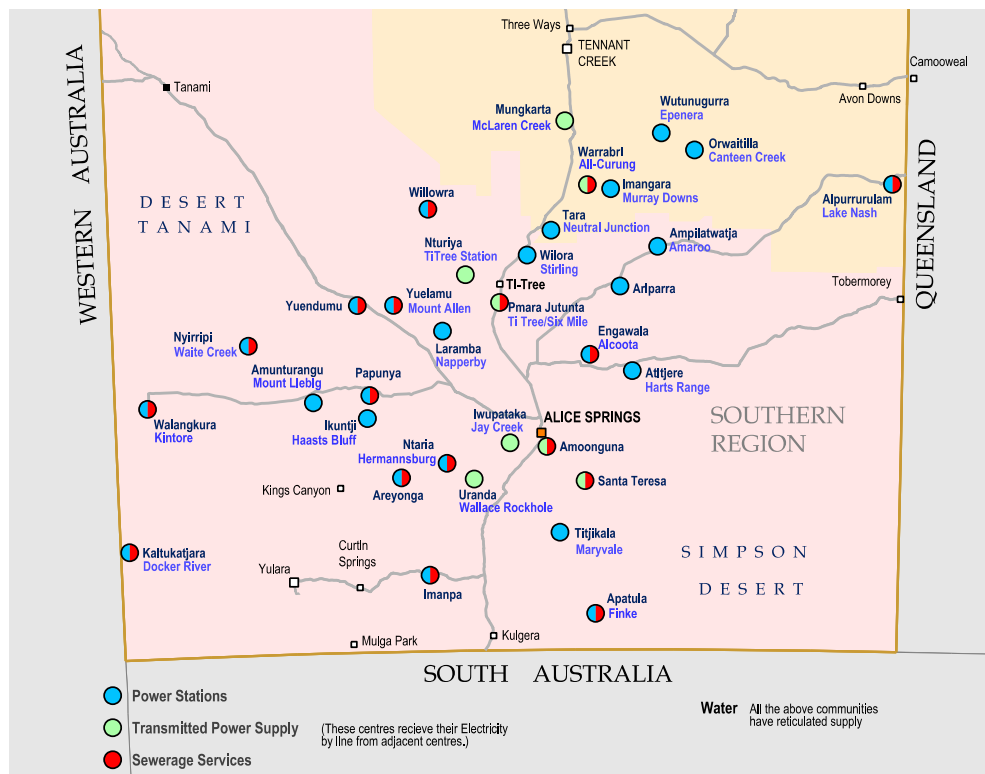 Three Ways
TENNANT
CREEK
Camooweal
Tanami
Avon Downs
WESTERN AUSTRALIA
QUEENSLAND
Mungkarta
McLaren Creek
Wutunugurra
Epenera
Orwaitilla
Canteen Creek
Warrabri
All-Curung
Imangara
Murray Downs
Alpurrurulam
Lake Nash
DESERT
TANAMI
Willowra
Tara
Neutral Junction
Ampilatwatja
Amaroo
Nturiya
TiTree Station
Wilora
Stirling
TI-Tree
Arlparra
Tobermorey
Yuendumu
Yuelamu
Mount Allen
Pmara Jutunta
Ti Tree/Six Mile
Nyirripi
Waite Creek
Laramba
Napperby
Engawala
Alcoota
Atitjere
Harts Range
Amunturangu
Mount Liebig
Papunya
Walangkura
Kintore
Ikuntji
Haasts Bluff
Iwupataka
Jay Creek
ALICE SPRINGS
SOUTHERN
REGION
Ntaria
Hermannsburg
Amoonguna
Kings Canyon
Areyonga
Uranda
Wallace Rockhole
Santa Teresa
Titjikala
Maryvale
Kaltukatjara
Docker River
Curtin
Springs
Yulara
Imanpa
SIMPSON
DESERT
Apatula
Finke
Mulga Park
Kulgera
SOUTH AUSTRALIA
Power Stations
Transmitted Power Supply
(These centres recieve their Electricity
by line from adjacent centres.)
Sewerage Services
Water
All the above communities
have reticulated supply